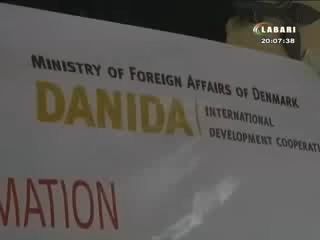 LABARI
20:07:38
MINISTRY OF FOREIGN AFFAIRS OF DENMARK
DANIDA
INTERNATIONAL
DEVELOPMENT COOPERATI
MATION